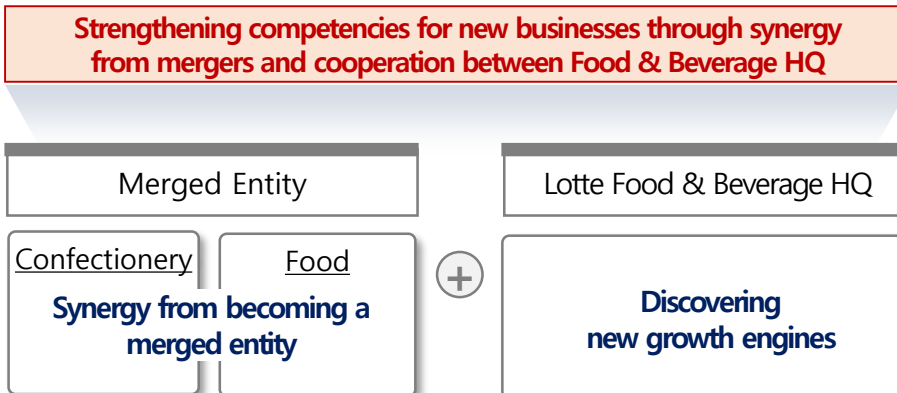 Strengthening competencies for new businesses through synergy
from mergers and cooperation between Food & Beverage HQ
Merged Entity
Lotte Food & Beverage HQ
Confectionery
Food
Synergy from becoming a
merged entity
+
Discovering
new growth engines